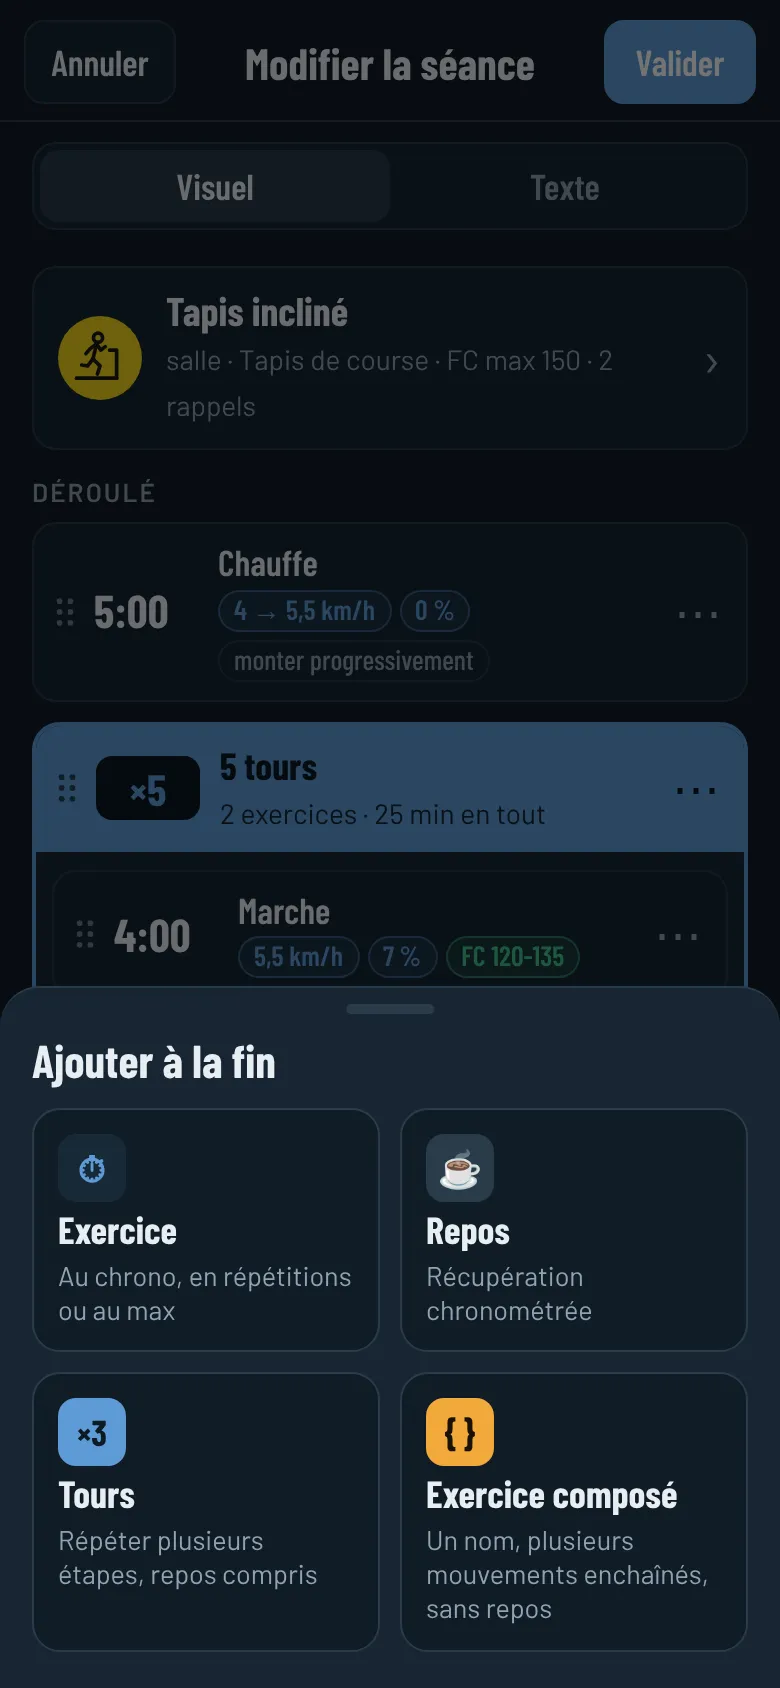 Annuler
Modifier la séance
Valider
Visuel
Texte
Tapis incliné
salle · Tapis de course · FC max 150 · 2
rappels
DÉROULÉ
Chauffe
5:00
4 → 5,5 km/h
0 %
monter progressivement
×5
5 tours
2 exercices · 25 min en tout
Marche
4:00
5,5 km/h
7 %
FC 120-135
Ajouter à la fin
Exercice
Au chrono, en répétitions
ou au max
Repos
Récupération
chronométrée
×3
Tours
Répéter plusieurs
étapes, repos compris
{ }
Exercice composé
Un nom, plusieurs
mouvements enchaînés,
sans repos